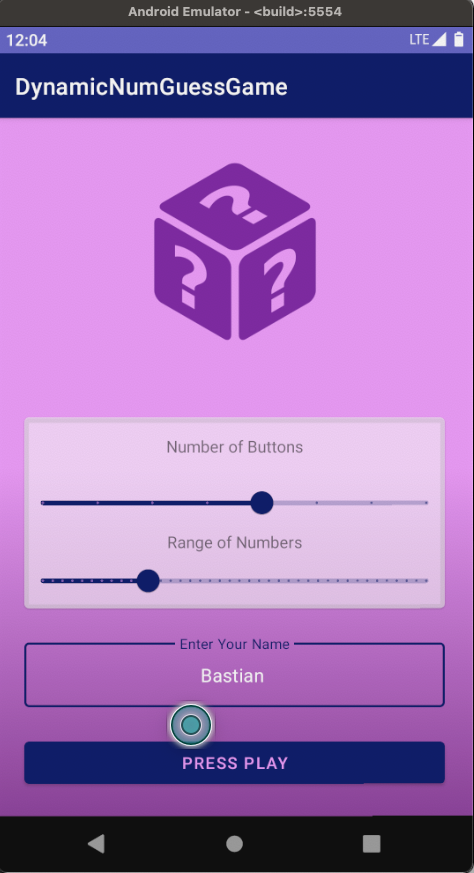 Android Emulator - <build>:5554
12:04 LTE
DynamicNumGuessGame
? ? ?
Number of Buttons
Range of Numbers
Enter Your Name
Bastian
PRESS PLAY